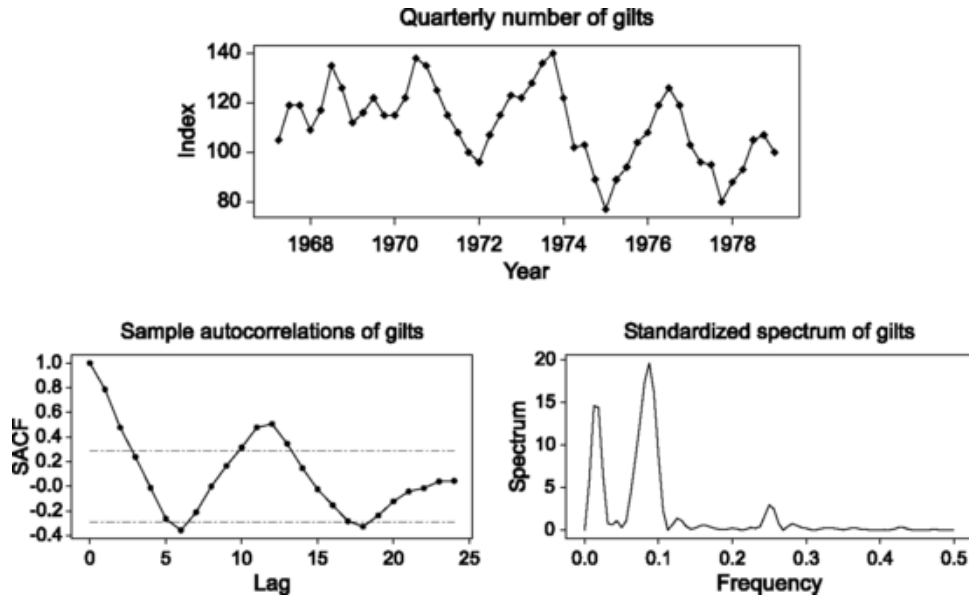 Quarterly number of gilts
140
120
100
80
Index
1968 1970 1972 1974 1976 1978
Year
Sample autocorrelations of gilts
1.0
0.8
0.6
0.4
0.2
-0.0
-0.2
-0.4
SACF
0 5 10 15 20 25
Lag
Standardized spectrum of gilts
20
15
10
5
0
Spectrum
0.0 0.1 0.2 0.3 0.4 0.5
Frequency